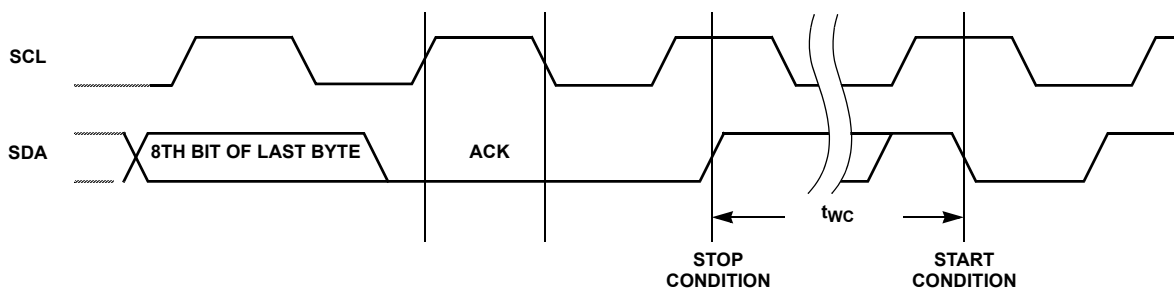 SCL
SDA
8TH BIT OF LAST BYTE
ACK
tWC
STOP
CONDITION
START
CONDITION